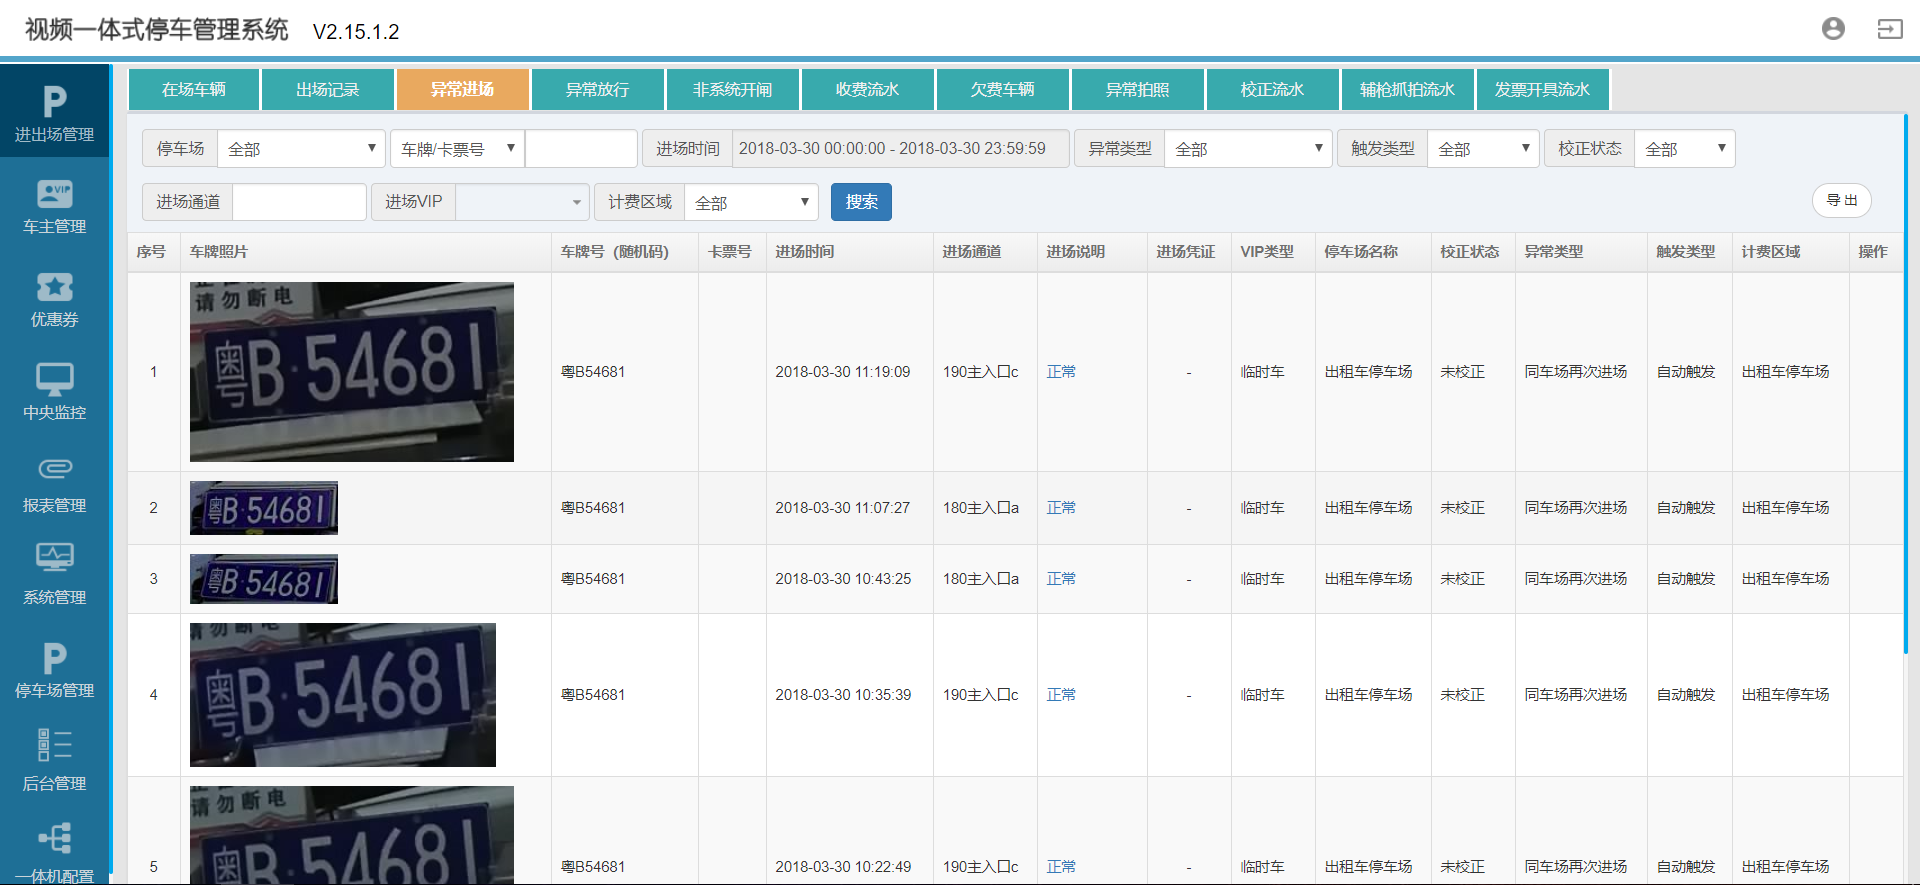 视频一体式停车管理系统 V2.15.1.2
在场车辆 出场记录 异常进场 异常放行 非系统开闸 收费流水 欠费车辆 异常拍照 校正流水 辅枪抓拍流水 发票开具流水
停车场 全部 车牌/卡票号 进场时间 2018-03-30 00:00:00 - 2018-03-30 23:59:59 异常类型 全部 触发类型 全部 校正状态 全部
进场通道 进场VIP 计费区域 全部 搜索 导出
进出场管理
车主管理
优惠券
中央监控
报表管理
系统管理
停车场管理
后台管理
一体机配置
序号 车牌照片 车牌号（随机码） 卡票号 进场时间 进场通道 进场说明 进场凭证 VIP类型 停车场名称 校正状态 异常类型 触发类型 计费区域 操作
请勿断电
粤B·54681
1 粤B54681 2018-03-30 11:19:09 190主入口c 正常 - 临时车 出租车停车场 未校正 同车场再次进场 自动触发 出租车停车场
粤B·54681
2 粤B54681 2018-03-30 11:07:27 180主入口a 正常 - 临时车 出租车停车场 未校正 同车场再次进场 自动触发 出租车停车场
粤B·54681
3 粤B54681 2018-03-30 10:43:25 180主入口a 正常 - 临时车 出租车停车场 未校正 同车场再次进场 自动触发 出租车停车场
请勿断电
粤B·54681
4 粤B54681 2018-03-30 10:35:39 190主入口c 正常 - 临时车 出租车停车场 未校正 同车场再次进场 自动触发 出租车停车场
请勿断电
粤B·54681
5 粤B54681 2018-03-30 10:22:49 190主入口c 正常 - 临时车 出租车停车场 未校正 同车场再次进场 自动触发 出租车停车场